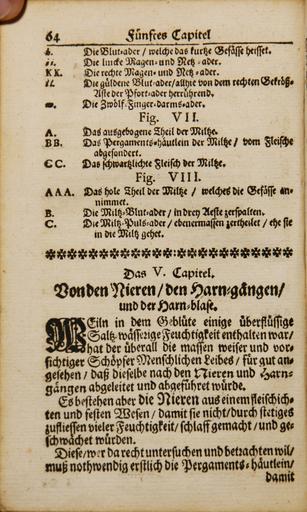 64 Fünftes Capitel
h. Die Blut-ader / welche das kurtze Gefässe heisset.
ii. Die lincke Magen- und Netz-ader.
KK. Die rechte Magen- und Netz-ader.
ll. Die güldene Blut-ader / allhie von dem rechten Gekröß-
Aste der Pfort-ader herrührend.
m. Die Zwölf-Finger-darms-ader.
Fig. VII.
A. Das ausgebogene Theil der Miltze.
BB. Das Pergaments-häutlein der Miltze / vom Fleische
abgesondert.
CC. Das schwartzlichte Fleisch der Miltze.
Fig. VIII.
AAA. Das hole Theil der Miltze / welches die Gefässe an-
nimmet.
B. Die Miltz-Blut-ader / in drey Aeste zerspalten.
C. Die Miltz-Puls-ader / ebenermassen zertheilet / ehe sie
in die Miltz gehet.
Das V. Capitel.
Von den Nieren / den Harn-gängen /
und der Harn-blase.
WEiln in dem Geblüte einige überflüssige
Saltz-wässerige Feuchtigkeit enthalten war /
hat der überall die massen weiser und vor-
sichtiger Schöpfer Menschlichen Leibes / für gut an-
gesehen / daß dieselbe nach den Nieren und Harn-
gängen abgeleitet und abgeführet würde.
Es bestehen aber die Nieren aus einem fleischich-
ten und festen Wesen / damit sie nicht / durch stetiges
zufliessen vieler Feuchtigkeit / schlaff gemacht / und ge-
schwächet würden.
Diese / wer da recht untersuchen und betrachten wil /
muß nothwendig erstlich die Pergaments-häutlein /
damit